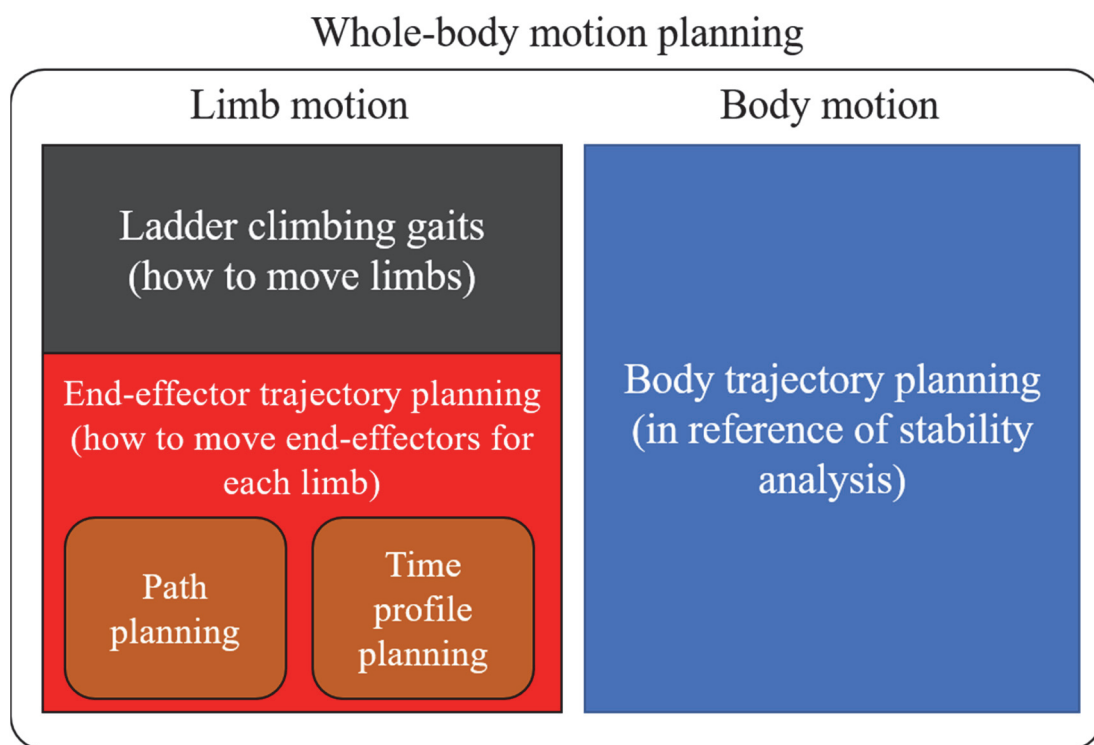 Whole-body motion planning
Limb motion
Body motion
Ladder climbing gaits
(how to move limbs)
End-effector trajectory planning
(how to move end-effectors for
each limb)
Path
planning
Time
profile
planning
Body trajectory planning
(in reference of stability
analysis)